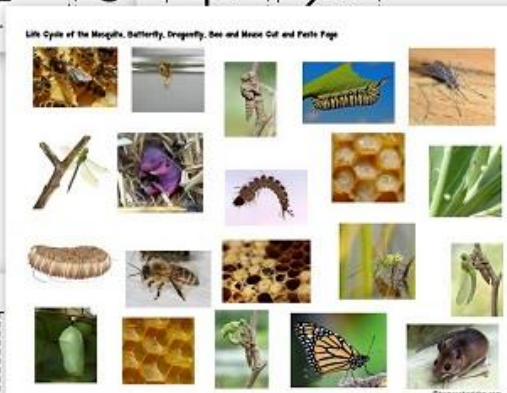 Life Cycle of the Mosquito, Butterfly, Dragonfly, Bee and Mouse Cut and Paste Page